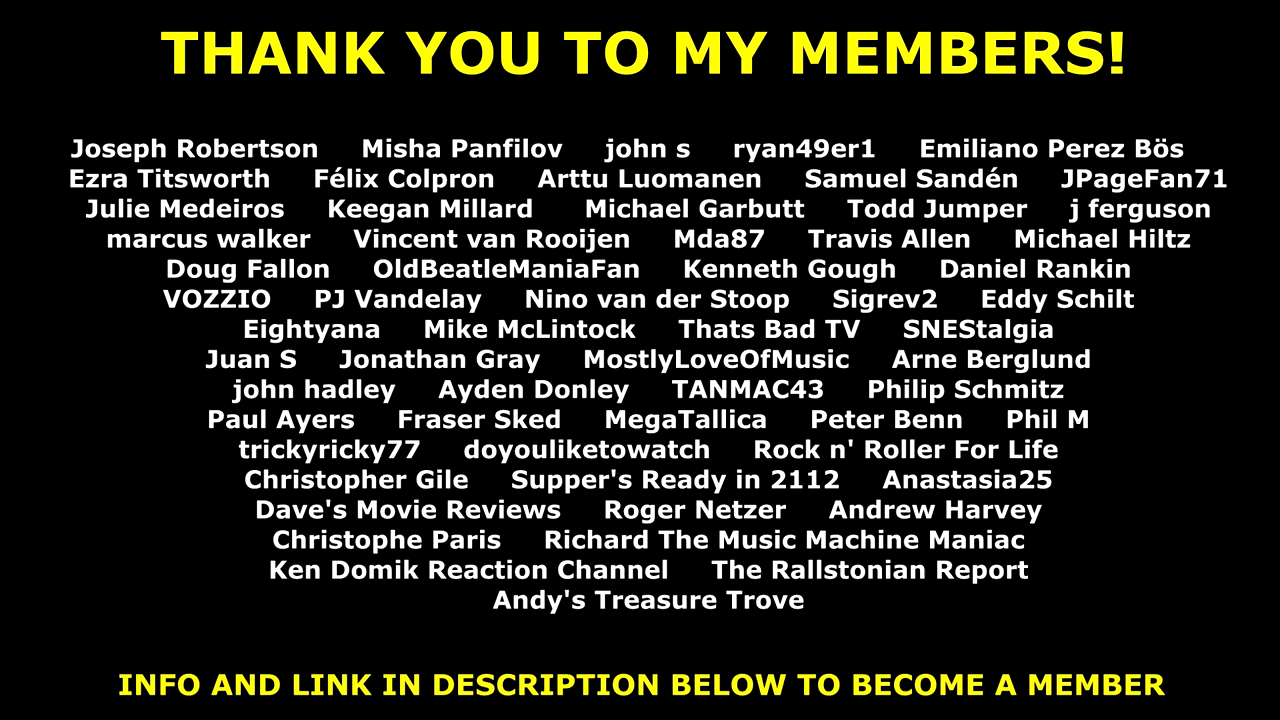 THANK YOU TO MY MEMBERS!
Joseph Robertson Misha Panfilov john s ryan49er1 Emiliano Perez Bös
Ezra Titsworth Félix Colpron Arttu Luomanen Samuel Sandén JPageFan71
Julie Medeiros Keegan Millard Michael Garbutt Todd Jumper j ferguson
marcus walker Vincent van Rooijen Mda87 Travis Allen Michael Hiltz
Doug Fallon OldBeatleManiaFan Kenneth Gough Daniel Rankin
VOZZIO PJ Vandelay Nino van der Stoop Sigrev2 Eddy Schilt
Eightyana Mike McLintock Thats Bad TV SNEStalgia
Juan S Jonathan Gray MostlyLoveOfMusic Arne Berglund
john hadley Ayden Donley TANMAC43 Philip Schmitz
Paul Ayers Fraser Sked MegaTallica Peter Benn Phil M
trickyricky77 doyouliketowatch Rock n' Roller For Life
Christopher Gile Supper's Ready in 2112 Anastasia25
Dave's Movie Reviews Roger Netzer Andrew Harvey
Christophe Paris Richard The Music Machine Maniac
Ken Domik Reaction Channel The Rallstonian Report
Andy's Treasure Trove
INFO AND LINK IN DESCRIPTION BELOW TO BECOME A MEMBER